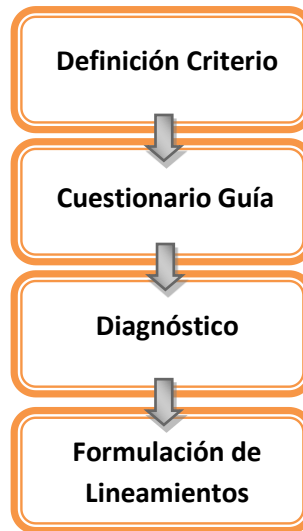 Definición Criterio
Cuestionario Guía
Diagnóstico
Formulación de
Lineamientos